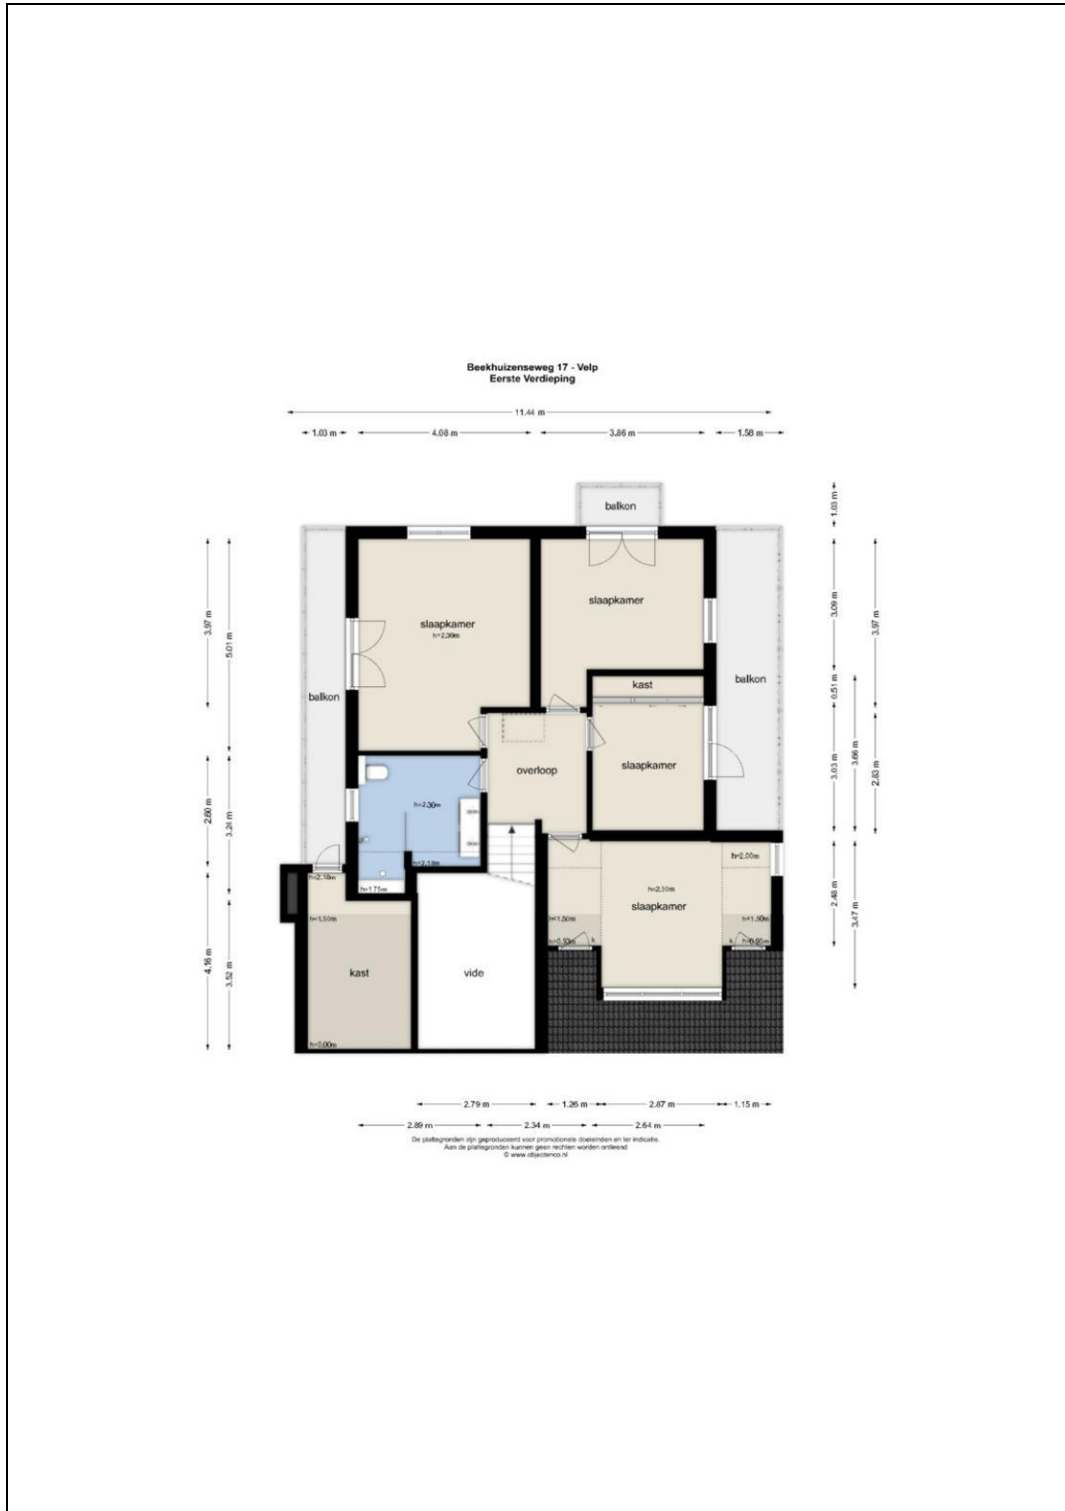 Beekhuizenseweg 17 - Velp
Eerste Verdieping
11.44 m
1.03 m
4.08 m
3.86 m
1.58 m
balkon
1.03 m
slaapkamer
slaapkamer
h=2,30m
3.97 m
5.01 m
3.09 m
3.97 m
kast
0.51 m
balkon
balkon
overloop
slaapkamer
3.03 m
3.66 m
2.83 m
h=2,30m
2.60 m
3.24 m
h=2,18m
h=2,18m
h=1,75m
h=2,00m
h=2,30m
slaapkamer
2.48 m
3.47 m
h=1,50m
h=1,50m
h=1,50m
h=0,93m
k
k
h=0,95m
4.16 m
3.52 m
kast
vide
h=0,00m
2.79 m
1.26 m
2.87 m
1.15 m
2.89 m
2.34 m
2.64 m
De plattegronden zijn geproduceerd voor promotionele doeleinden en ter indicatie.
Aan de plattegronden kunnen geen rechten worden ontleend
© www.objectenco.nl